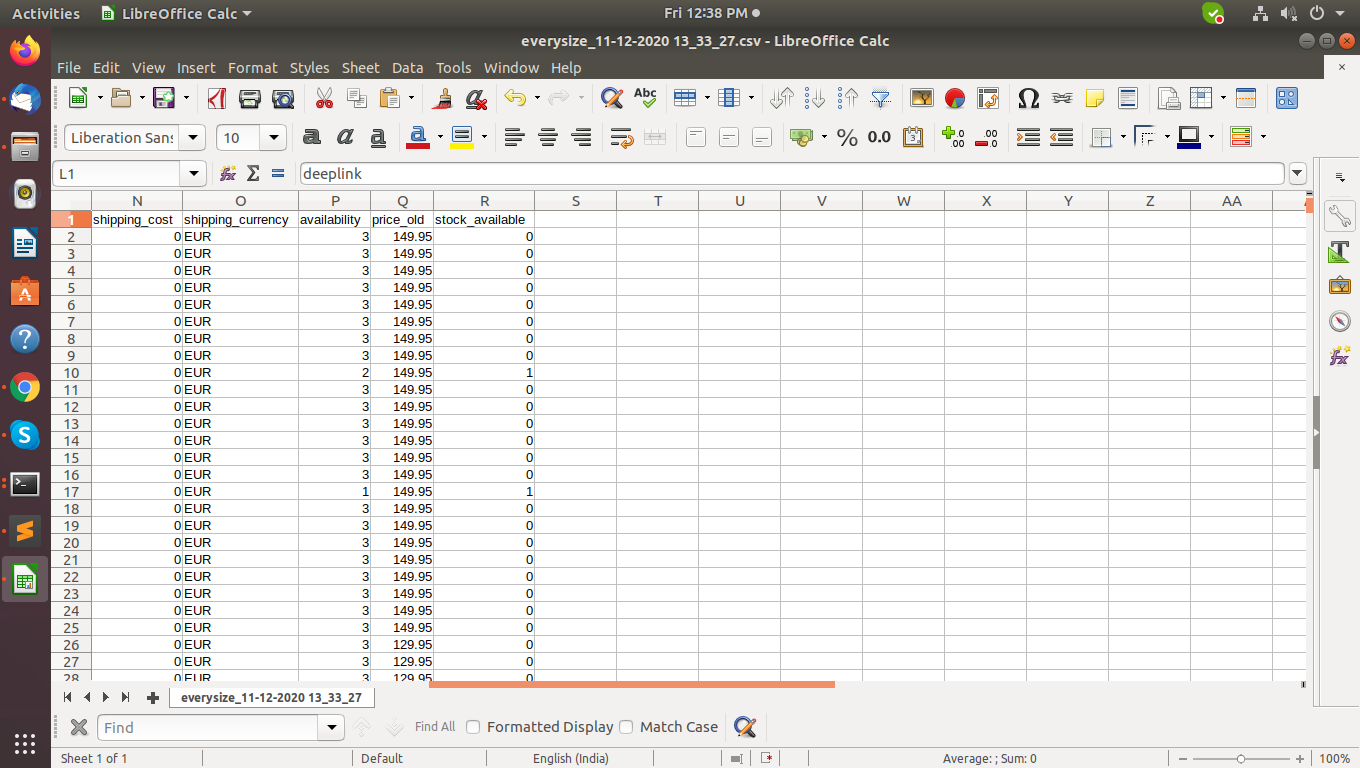 Activities LibreOffice Calc Fri 12:38 PM
everysize_11-12-2020 13_33_27.csv - LibreOffice Calc
File Edit View Insert Format Styles Sheet Data Tools Window Help
Liberation Sans 10
L1 deeplink
N O P Q R S T U V W X Y Z AA
1 shipping_cost shipping_currency availability price_old stock_available
2 0 EUR 3 149.95 0
3 0 EUR 3 149.95 0
4 0 EUR 3 149.95 0
5 0 EUR 3 149.95 0
6 0 EUR 3 149.95 0
7 0 EUR 3 149.95 0
8 0 EUR 3 149.95 0
9 0 EUR 3 149.95 0
10 0 EUR 2 149.95 1
11 0 EUR 3 149.95 0
12 0 EUR 3 149.95 0
13 0 EUR 3 149.95 0
14 0 EUR 3 149.95 0
15 0 EUR 3 149.95 0
16 0 EUR 3 149.95 0
17 0 EUR 1 149.95 1
18 0 EUR 3 149.95 0
19 0 EUR 3 149.95 0
20 0 EUR 3 149.95 0
21 0 EUR 3 149.95 0
22 0 EUR 3 149.95 0
23 0 EUR 3 149.95 0
24 0 EUR 3 149.95 0
25 0 EUR 3 149.95 0
26 0 EUR 3 129.95 0
27 0 EUR 3 129.95 0
28 0 EUR 3 129.95 0
everysize_11-12-2020 13_33_27
Find Find All Formatted Display Match Case
Sheet 1 of 1 Default English (India) Average: ; Sum: 0 100%